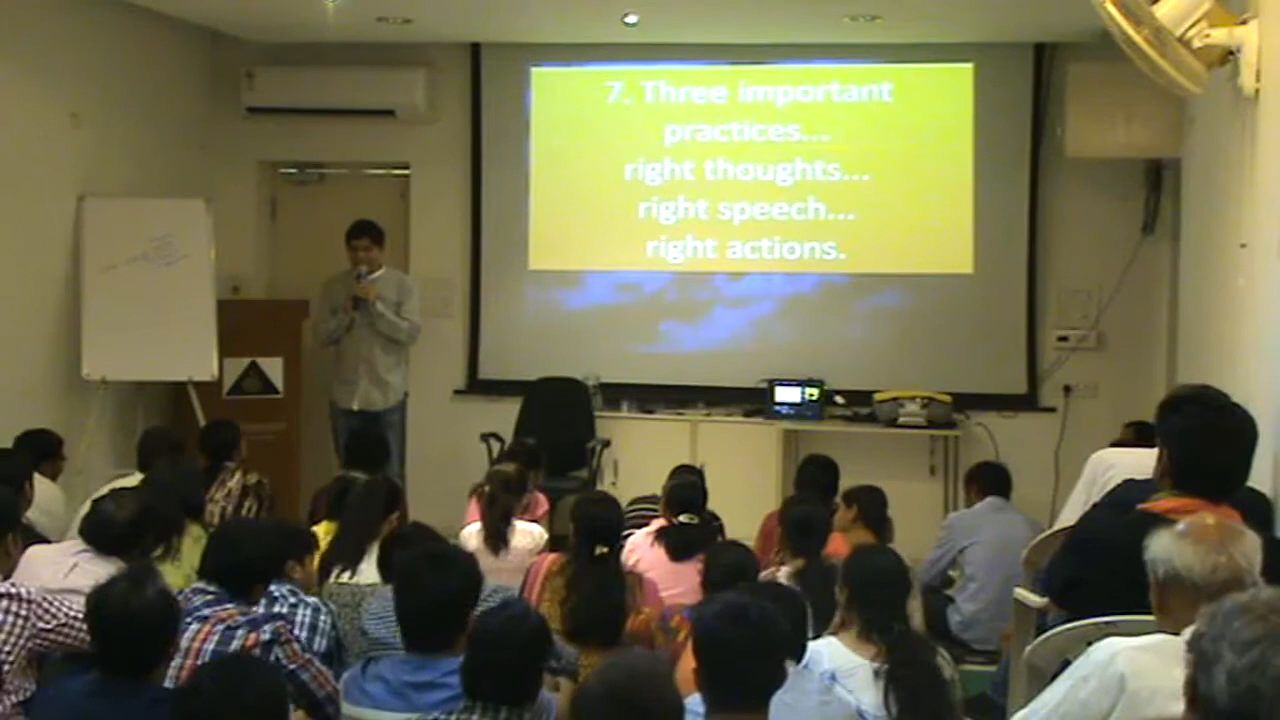 7. Three important
practices...
right thoughts...
right speech...
right actions.